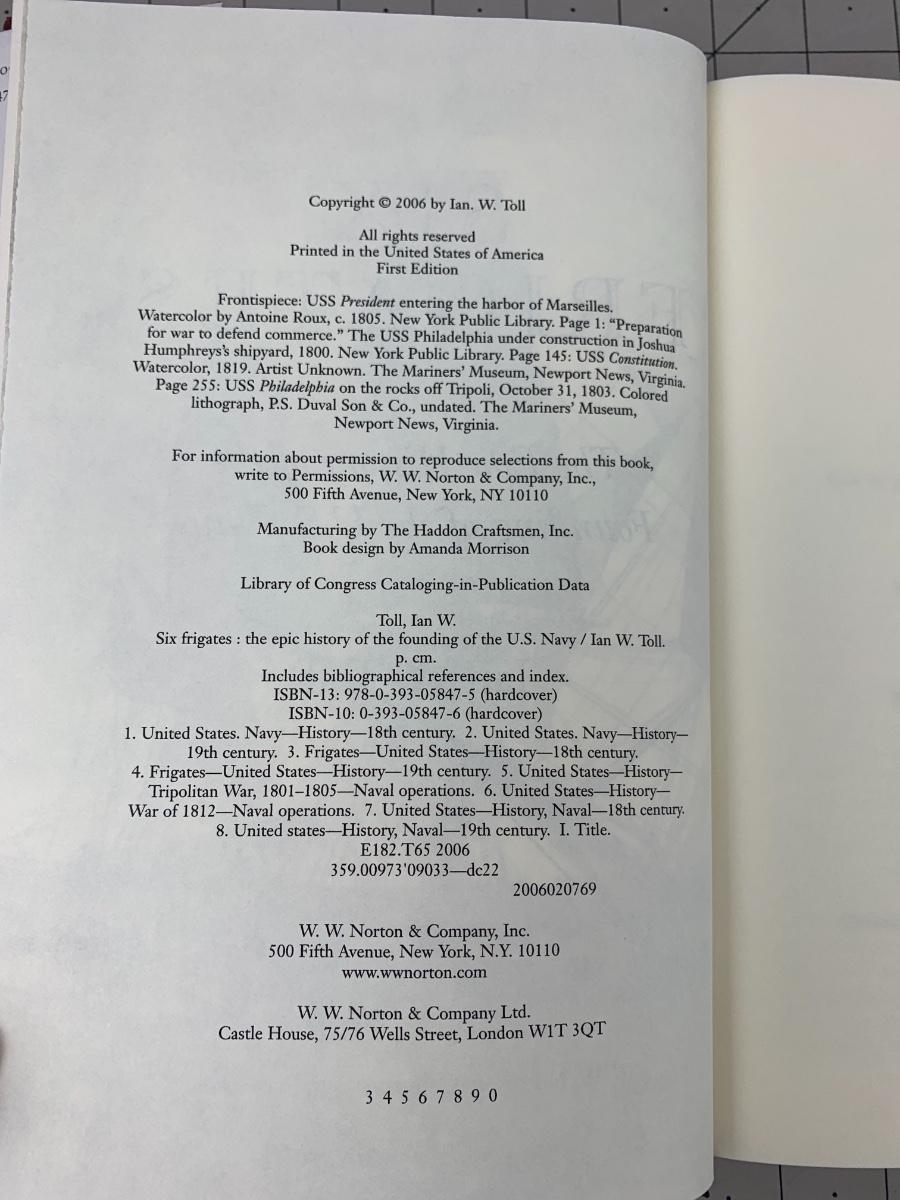 Copyright © 2006 by Ian. W. Toll
All rights reserved
Printed in the United States of America
First Edition
Frontispiece: USS President entering the harbor of Marseilles.
Watercolor by Antoine Roux, c. 1805. New York Public Library. Page 1: “Preparation
for war to defend commerce.” The USS Philadelphia under construction in Joshua
Humphreys’s shipyard, 1800. New York Public Library. Page 145: USS Constitution.
Watercolor, 1819. Artist Unknown. The Mariners’ Museum, Newport News, Virginia.
Page 255: USS Philadelphia on the rocks off Tripoli, October 31, 1803. Colored
lithograph, P.S. Duval Son & Co., undated. The Mariners’ Museum,
Newport News, Virginia.
For information about permission to reproduce selections from this book,
write to Permissions, W. W. Norton & Company, Inc.,
500 Fifth Avenue, New York, NY 10110
Manufacturing by The Haddon Craftsmen, Inc.
Book design by Amanda Morrison
Library of Congress Cataloging-in-Publication Data
Toll, Ian W.
Six frigates : the epic history of the founding of the U.S. Navy / Ian W. Toll.
p. cm.
Includes bibliographical references and index.
ISBN-13: 978-0-393-05847-5 (hardcover)
ISBN-10: 0-393-05847-6 (hardcover)
1. United States. Navy—History—18th century. 2. United States. Navy—History—
19th century. 3. Frigates—United States—History—18th century.
4. Frigates—United States—History—19th century. 5. United States—History—
Tripolitan War, 1801–1805—Naval operations. 6. United States—History—
War of 1812—Naval operations. 7. United States—History, Naval—18th century.
8. United states—History, Naval—19th century. I. Title.
E182.T65 2006
359.00973'09033—dc22
2006020769
W. W. Norton & Company, Inc.
500 Fifth Avenue, New York, N.Y. 10110
www.wwnorton.com
W. W. Norton & Company Ltd.
Castle House, 75/76 Wells Street, London W1T 3QT
3 4 5 6 7 8 9 0